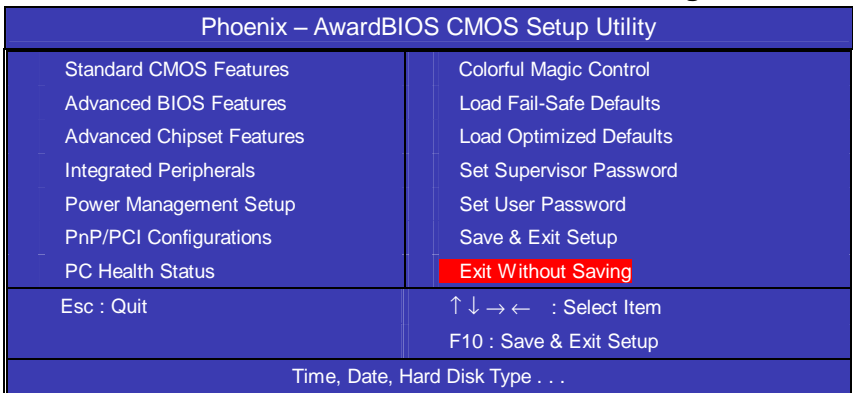 Phoenix – AwardBIOS CMOS Setup Utility
Standard CMOS Features
Advanced BIOS Features
Advanced Chipset Features
Integrated Peripherals
Power Management Setup
PnP/PCI Configurations
PC Health Status
Colorful Magic Control
Load Fail-Safe Defaults
Load Optimized Defaults
Set Supervisor Password
Set User Password
Save & Exit Setup
Exit Without Saving
Esc : Quit
↑↓→← : Select Item
F10 : Save & Exit Setup
Time, Date, Hard Disk Type . . .